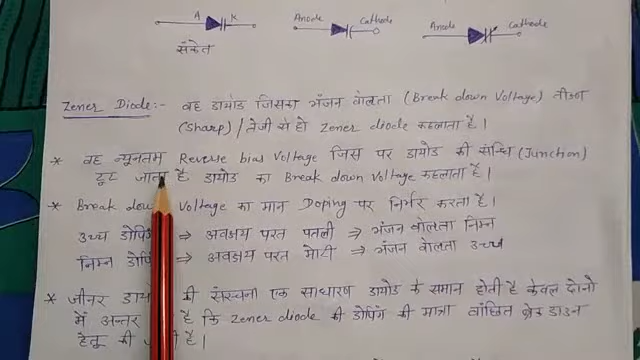 A K Anode Cathode Anode Cathode
संकेत
Zener Diode:- वह डायोड जिसका भंजन वोल्टता (Break down Voltage) तीक्ष्ण
(Sharp) / तेजी से हो Zener diode कहलाता है।
* वह न्यूनतम Reverse bias Voltage जिस पर डायोड की सन्धि (Junction)
टूट जाता है डायोड का Break down Voltage कहलाता है।
* Break down Voltage का मान Doping पर निर्भर करता है।
उच्च डोपिंग ⇒ अवक्षय परत पतली ⇒ भंजन वोल्टता निम्न
निम्न डोपिंग ⇒ अवक्षय परत मोटी ⇒ भंजन वोल्टता उच्च
* जीनर डायोड की संरचना एक साधारण डायोड के समान होती है केवल दोनो
में अन्तर है कि Zener diode की डोपिंग की मात्रा वांछित ब्रेक डाउन
हेतू की है।